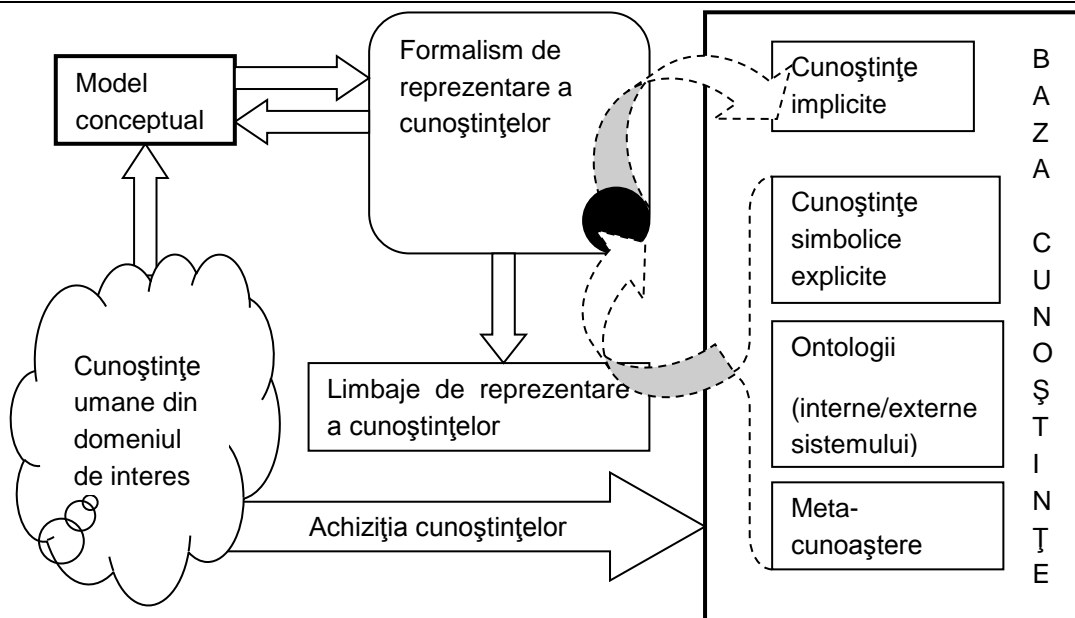 Model
conceptual
Formalism de
reprezentare a
cunoştinţelor
Cunoştinţe
implicite
Cunoştinţe
simbolice
explicite
Ontologii
(interne/externe
sistemului)
Meta-
cunoaştere
Cunoştinţe
umane din
domeniul
de interes
Limbaje de reprezentare
a cunoştinţelor
Achiziţia cunoştinţelor
B
A
Z
A
C
U
N
O
Ş
T
I
N
Ţ
E